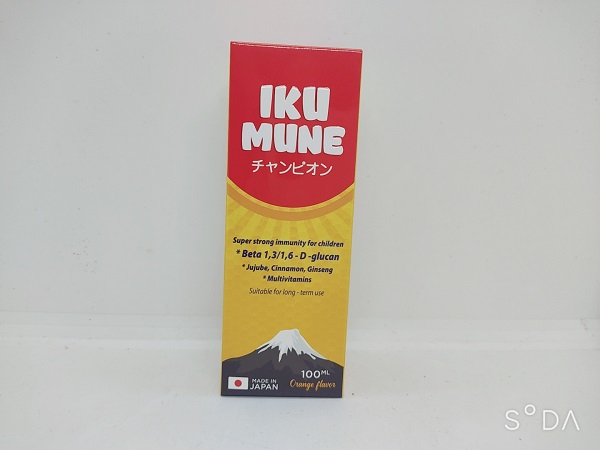 IKU
MUNE
チャンピオン
Super strong immunity for children
* Beta 1,3/1,6 - D -glucan
* Jujube, Cinnamon, Ginseng
* Multivitamins
Suitable for long - term use
MADE IN
JAPAN
100ML
Orange flavor
SODA